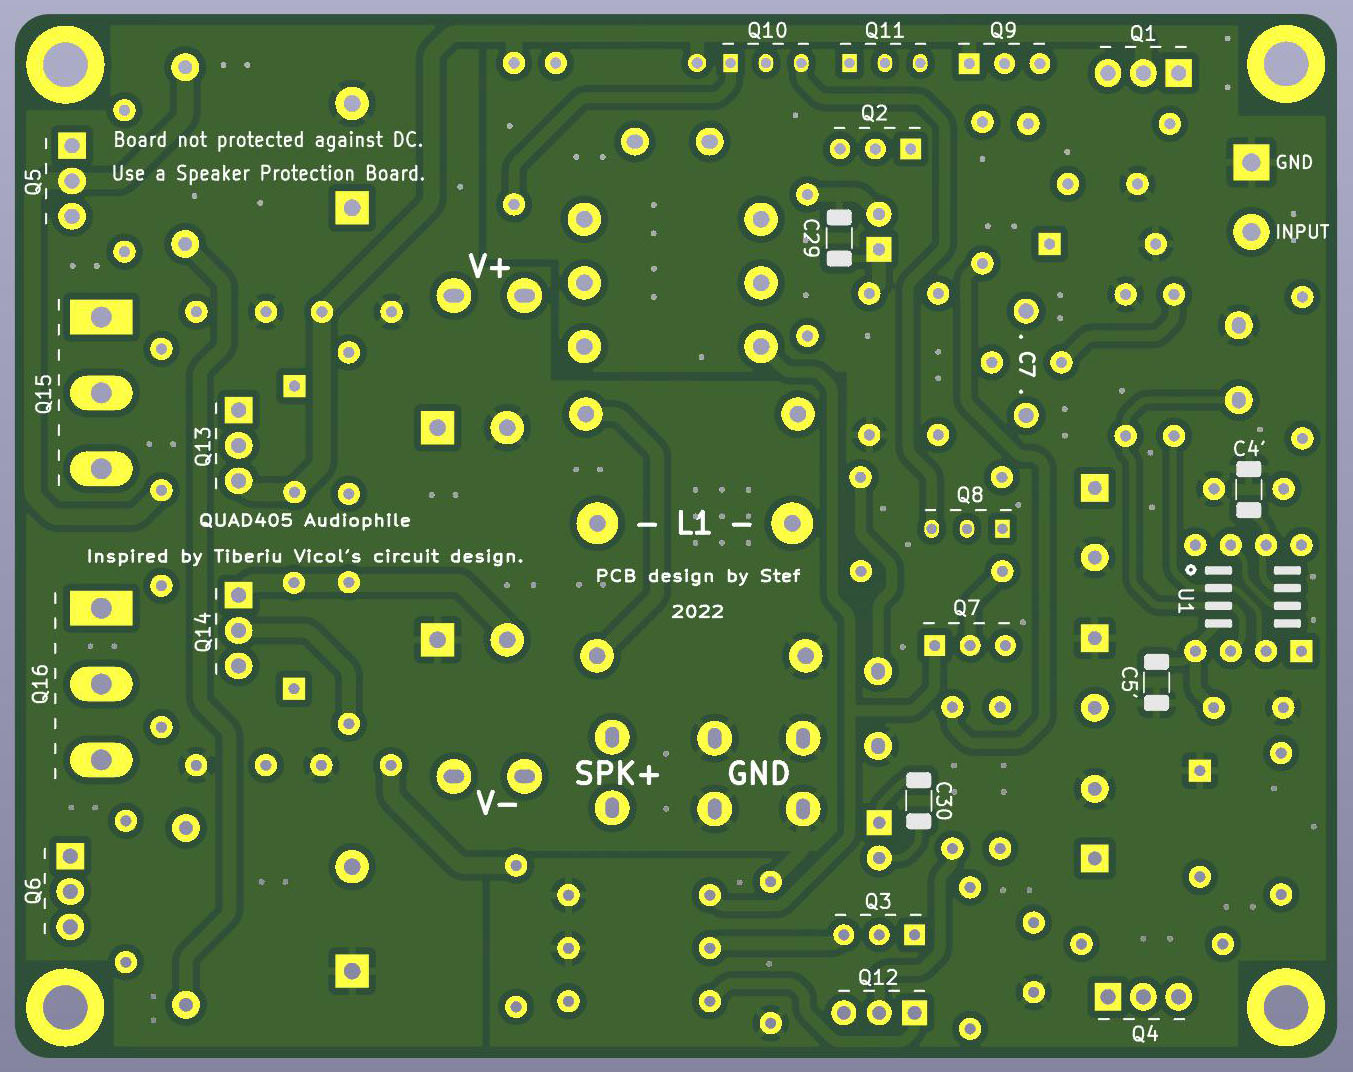 Q10
Q11
Q9
Q1
Q2
Board not protected against DC.
Use a Speaker Protection Board.
Q5
GND
INPUT
C29
V+
C7
Q15
Q13
C4'
Q8
QUAD405 Audiophile
- L1 -
Inspired by Tiberiu Vicol's circuit design.
PCB design by Stef
2022
U1
Q7
Q14
Q16
C5'
SPK+
GND
V-
C30
Q6
Q3
Q12
Q4